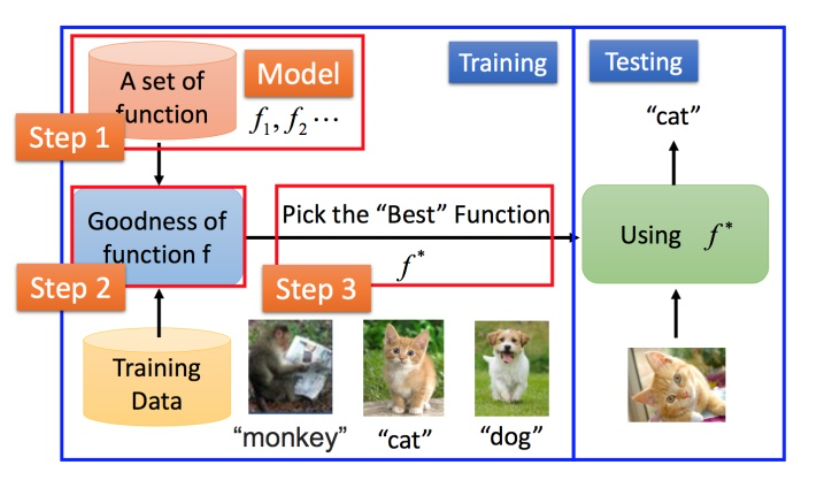 A set of
function
Model
f₁, f₂ ⋯
Step 1
Training
Testing
Goodness of
function f
Step 2
Pick the “Best” Function
f*
Step 3
Training
Data
“monkey”
“cat”
“dog”
“cat”
Using f*